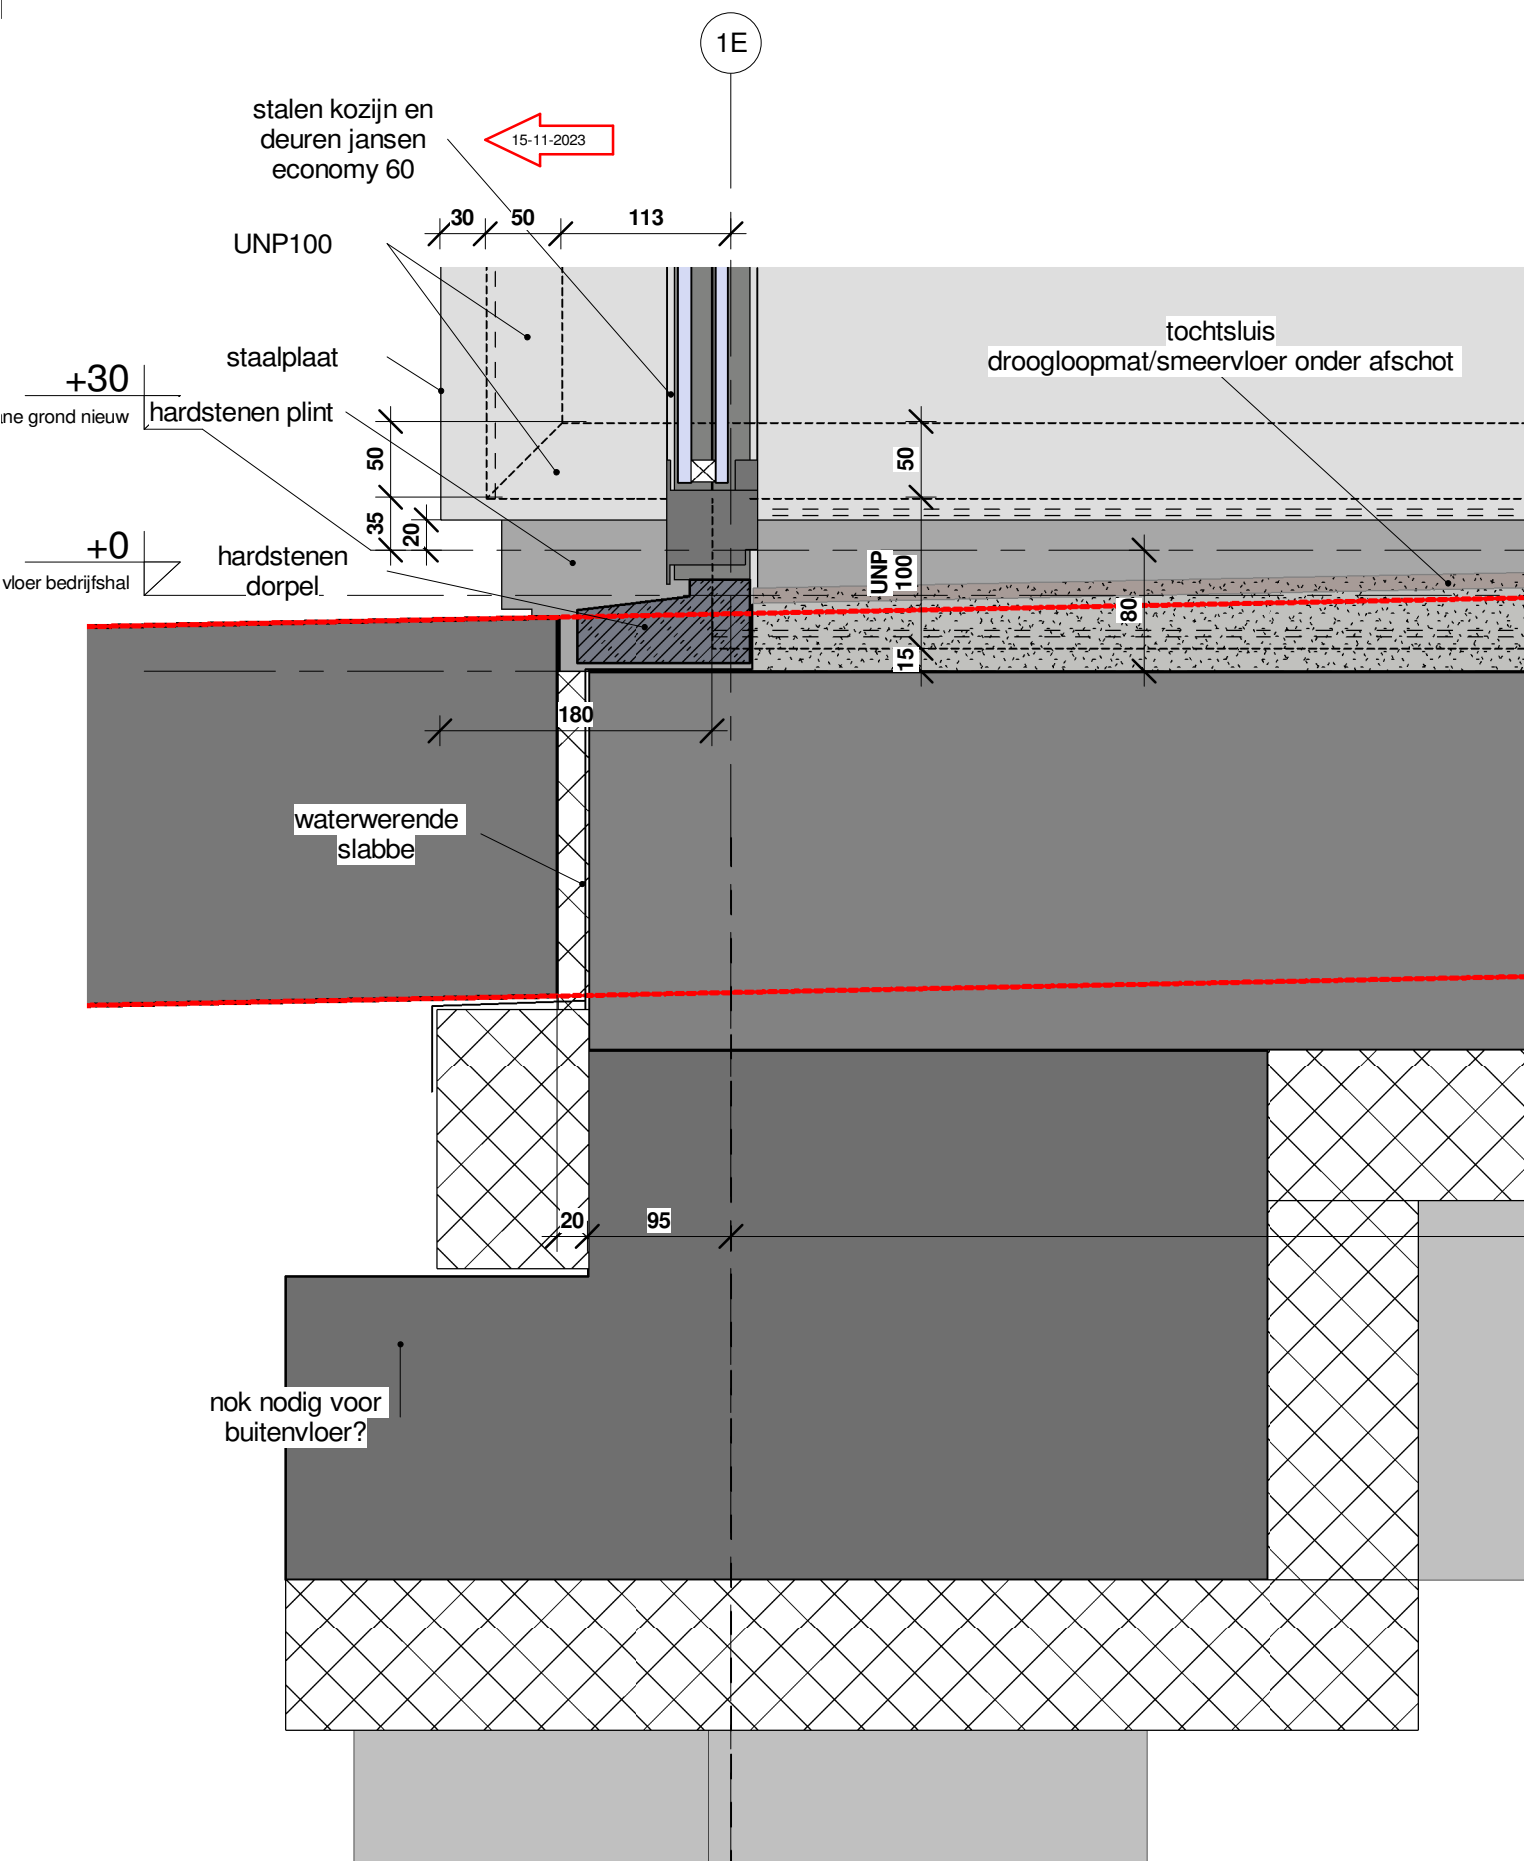 1E
stalen kozijn en
deuren jansen
economy 60
15-11-2023
30
50
113
UNP100
tochtsluis
droogloopmat/smeervloer onder afschot
staalplaat
+30
grond nieuw
hardstenen plint
50
50
35
20
+0
vloer bedrijfshal
hardstenen
dorpel
UNP
100
80
15
180
waterwerende
slabbe
20
95
nok nodig voor
buitenvloer?